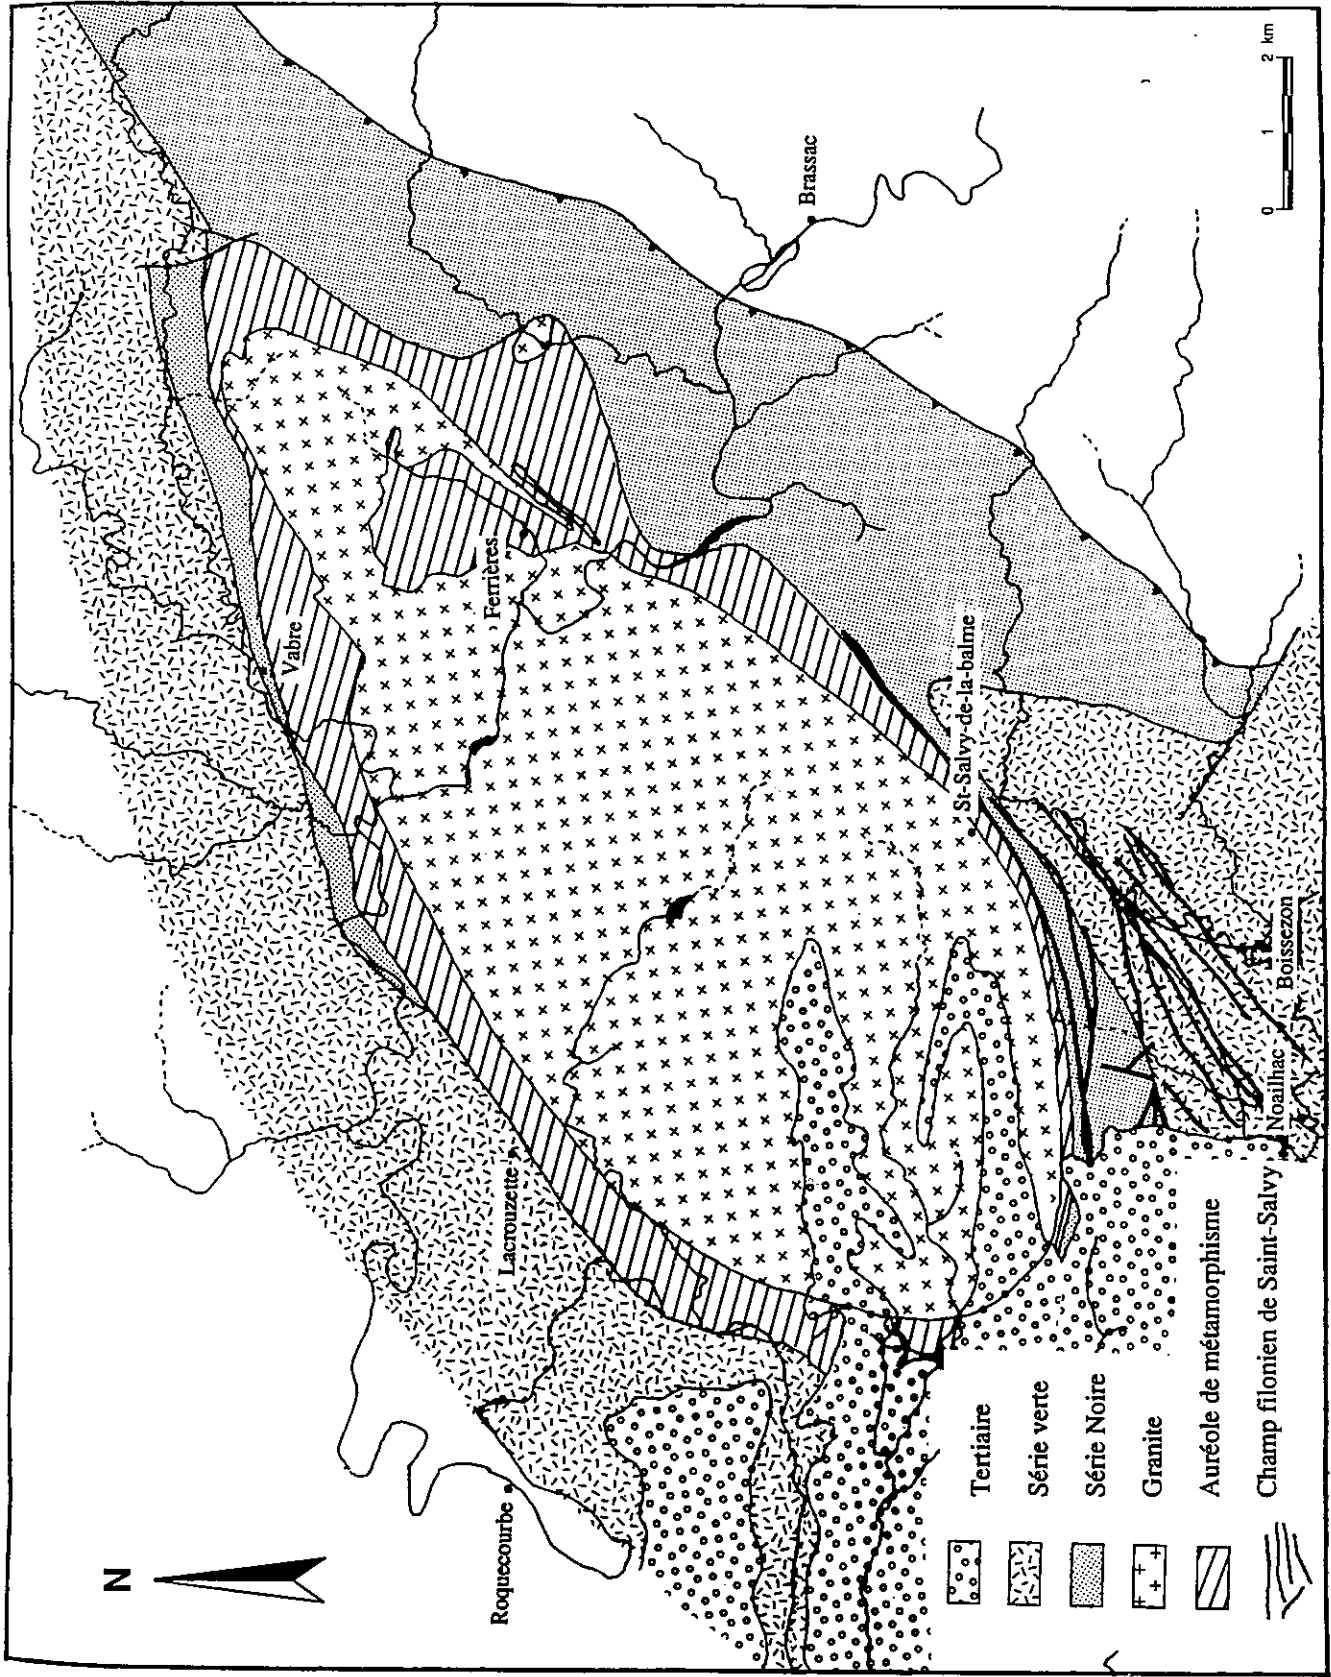 N
Roquecourbe
Lacrouzette
Vabre
Ferrières
Brassac
St-Salvy-de-la-balme
Noailhac
Boissezon
Tertiaire
Série verte
Série Noire
Granite
Auréole de métamorphisme
Champ filonien de Saint-Salvy
0 1 2 km